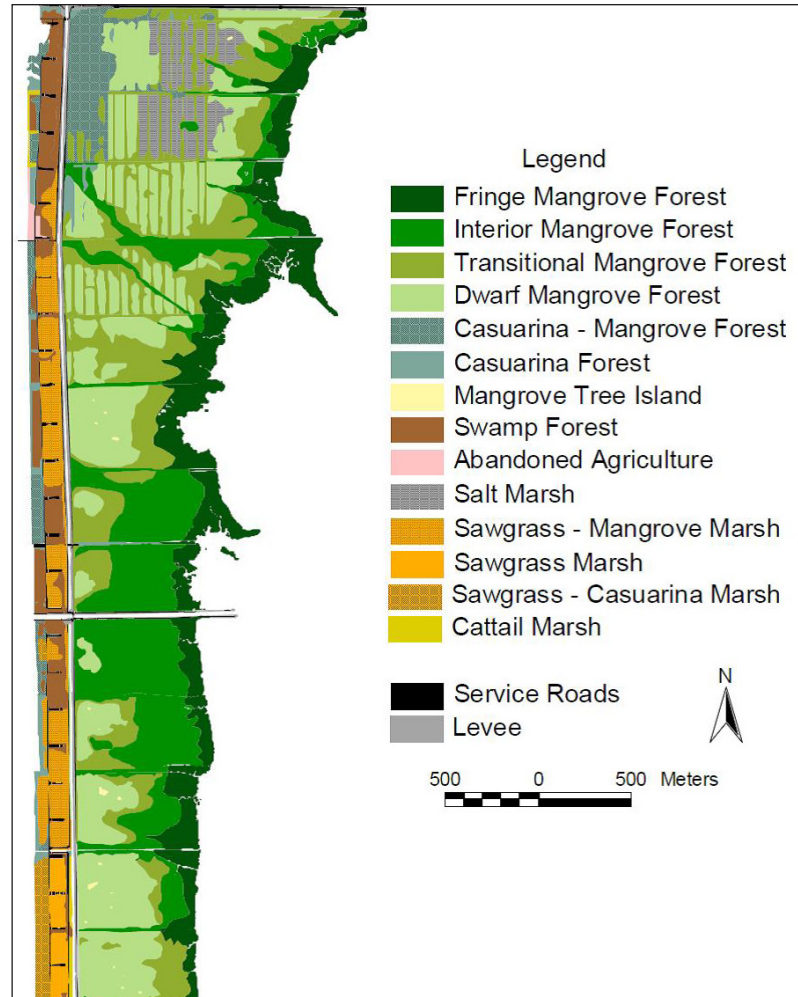 Legend
Fringe Mangrove Forest
Interior Mangrove Forest
Transitional Mangrove Forest
Dwarf Mangrove Forest
Casuarina - Mangrove Forest
Casuarina Forest
Mangrove Tree Island
Swamp Forest
Abandoned Agriculture
Salt Marsh
Sawgrass - Mangrove Marsh
Sawgrass Marsh
Sawgrass - Casuarina Marsh
Cattail Marsh
Service Roads
Levee
N
500 0 500 Meters